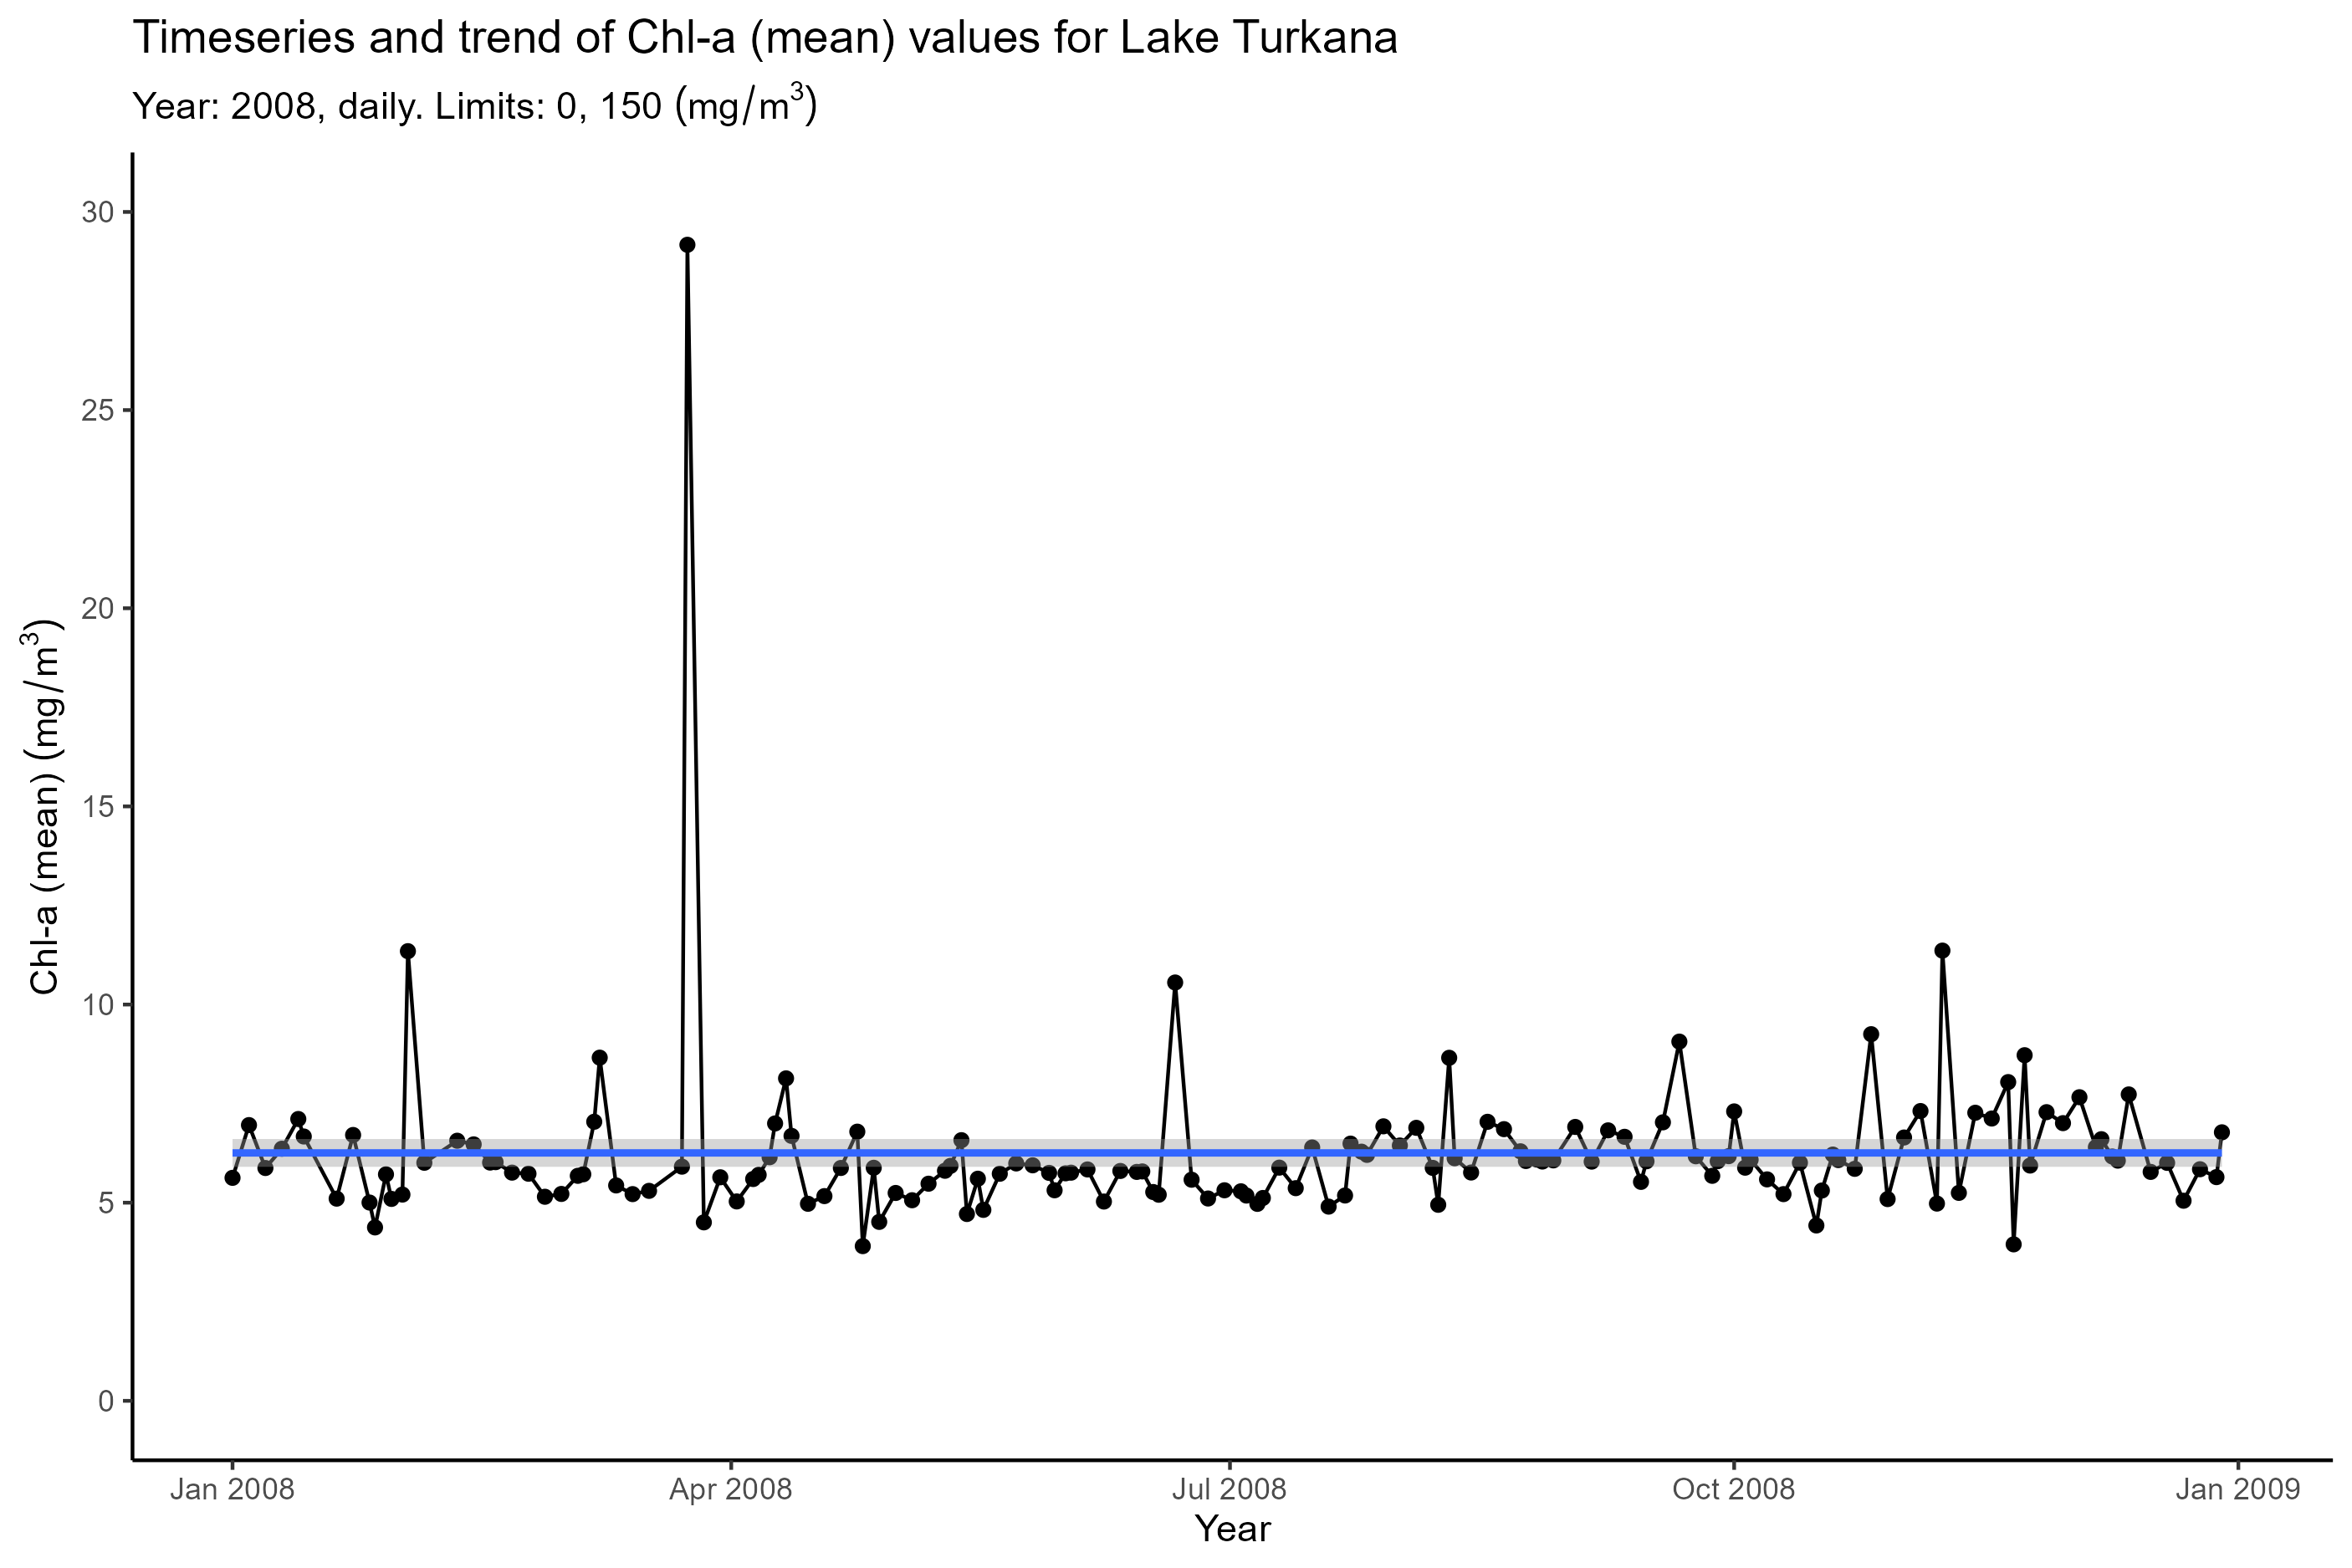 Timeseries and trend of Chl-a (mean) values for Lake Turkana
Year: 2008, daily. Limits: 0, 150 (mg/m³)
Chl-a (mean) (mg/m³)
30
25
20
15
10
5
0
Jan 2008
Apr 2008
Jul 2008
Oct 2008
Jan 2009
Year